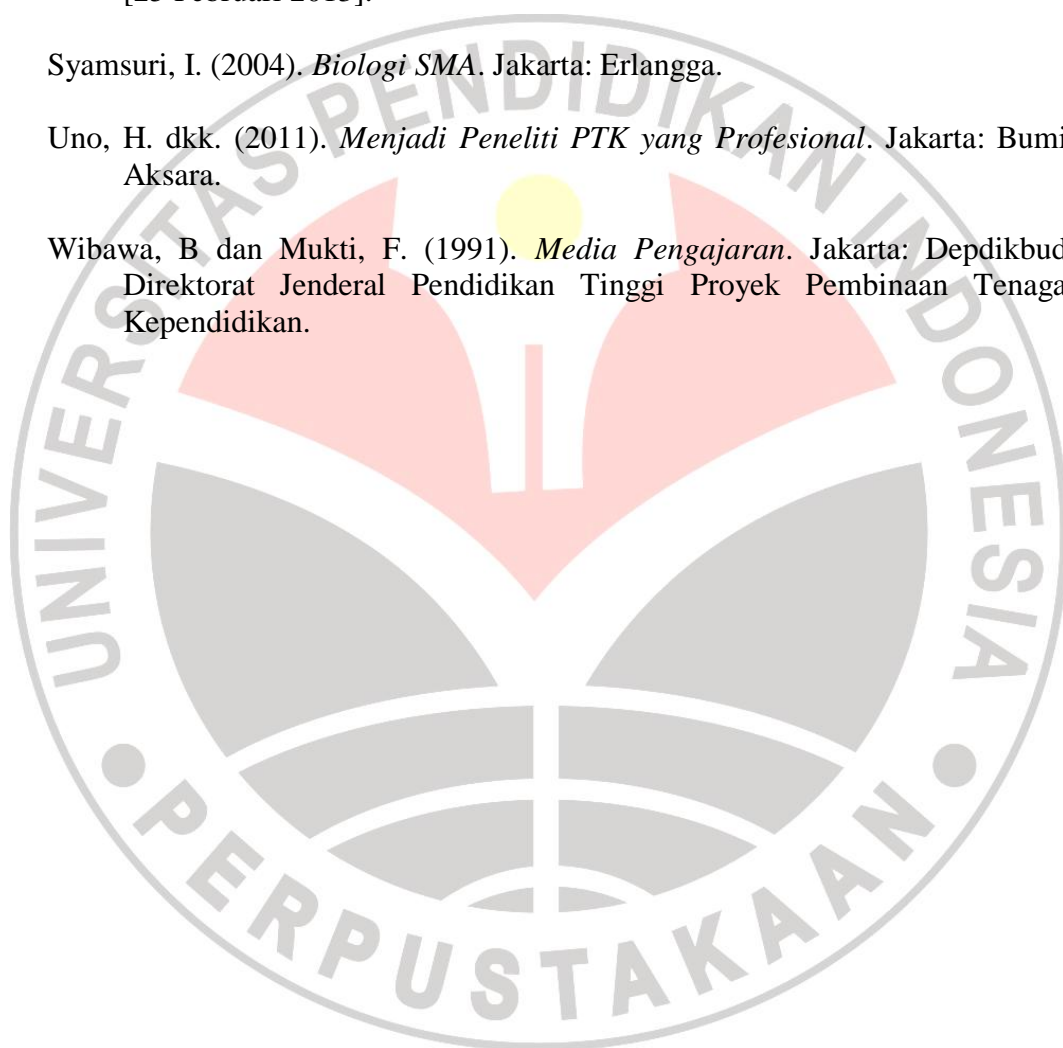 Syamsuri, I. (2004). Biologi SMA. Jakarta: Erlangga.
Uno, H. dkk. (2011). Menjadi Peneliti PTK yang Profesional. Jakarta: Bumi
Aksara.
Wibawa, B dan Mukti, F. (1991). Media Pengajaran. Jakarta: Depdikbud
Direktorat Jenderal Pendidikan Tinggi Proyek Pembinaan Tenaga
Kependidikan.
UNIVERSITAS PENDIDIKAN INDONESIA
PERPUSTAKAAN